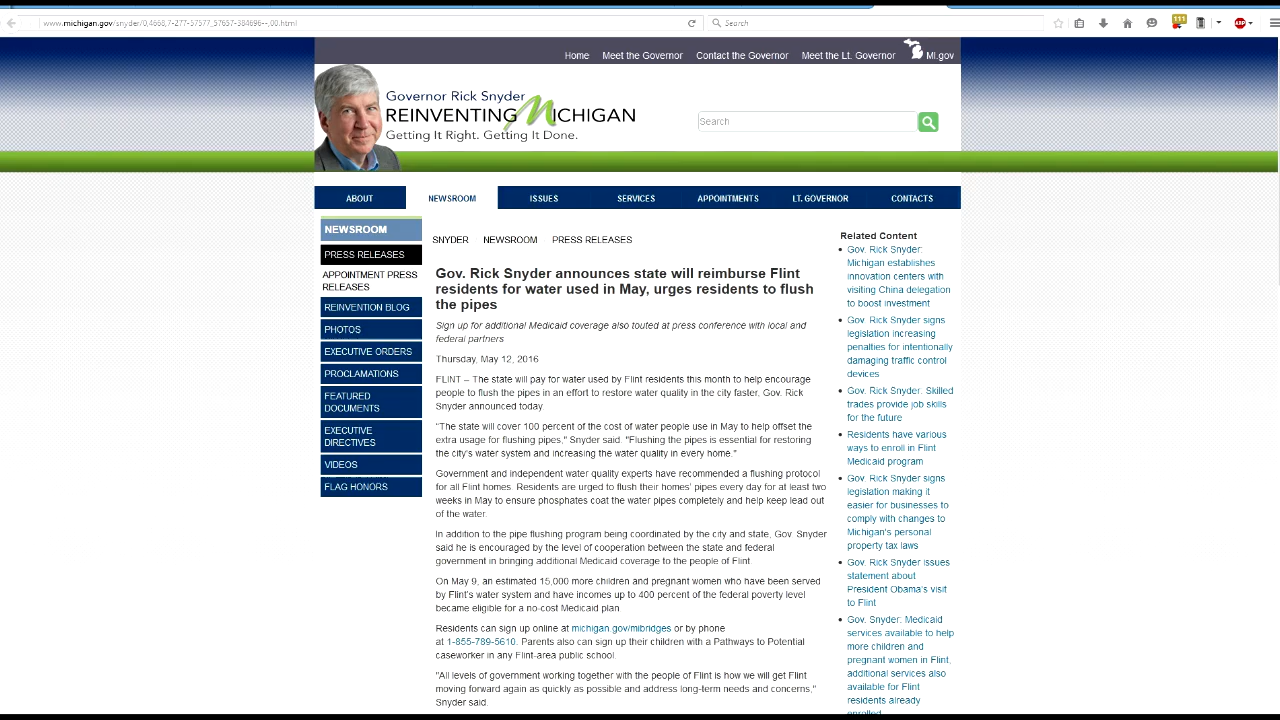 www.michigan.gov/snyder/0,4668,7-277-57577_57657-384696--,00.html
Search
111
ABP
Home Meet the Governor Contact the Governor Meet the Lt. Governor MI.gov
Governor Rick Snyder
REINVENTING MICHIGAN
Getting It Right. Getting It Done.
Search
ABOUT NEWSROOM ISSUES SERVICES APPOINTMENTS LT. GOVERNOR CONTACTS
NEWSROOM
PRESS RELEASES
APPOINTMENT PRESS
RELEASES
REINVENTION BLOG
PHOTOS
EXECUTIVE ORDERS
PROCLAMATIONS
FEATURED
DOCUMENTS
EXECUTIVE
DIRECTIVES
VIDEOS
FLAG HONORS
SNYDER NEWSROOM PRESS RELEASES
Gov. Rick Snyder announces state will reimburse Flint
residents for water used in May, urges residents to flush
the pipes
Sign up for additional Medicaid coverage also touted at press conference with local and
federal partners
Thursday, May 12, 2016
FLINT – The state will pay for water used by Flint residents this month to help encourage
people to flush the pipes in an effort to restore water quality in the city faster, Gov. Rick
Snyder announced today.
"The state will cover 100 percent of the cost of water people use in May to help offset the
extra usage for flushing pipes," Snyder said. "Flushing the pipes is essential for restoring
the city's water system and increasing the water quality in every home."
Government and independent water quality experts have recommended a flushing protocol
for all Flint homes. Residents are urged to flush their homes' pipes every day for at least two
weeks in May to ensure phosphates coat the water pipes completely and help keep lead out
of the water.
In addition to the pipe flushing program being coordinated by the city and state, Gov. Snyder
said he is encouraged by the level of cooperation between the state and federal
government in bringing additional Medicaid coverage to the people of Flint.
On May 9, an estimated 15,000 more children and pregnant women who have been served
by Flint's water system and have incomes up to 400 percent of the federal poverty level
became eligible for a no-cost Medicaid plan
Residents can sign up online at michigan.gov/mibridges or by phone
at 1-855-789-5610. Parents also can sign up their children with a Pathways to Potential
caseworker in any Flint-area public school.
"All levels of government working together with the people of Flint is how we will get Flint
moving forward again as quickly as possible and address long-term needs and concerns,"
Snyder said.
Related Content
Gov. Rick Snyder:
Michigan establishes
innovation centers with
visiting China delegation
to boost investment
Gov. Rick Snyder signs
legislation increasing
penalties for intentionally
damaging traffic control
devices
Gov. Rick Snyder: Skilled
trades provide job skills
for the future
Residents have various
ways to enroll in Flint
Medicaid program
Gov. Rick Snyder signs
legislation making it
easier for businesses to
comply with changes to
Michigan's personal
property tax laws
Gov. Rick Snyder issues
statement about
President Obama's visit
to Flint
Gov. Snyder: Medicaid
services available to help
more children and
pregnant women in Flint,
additional services also
available for Flint
residents already
enrolled